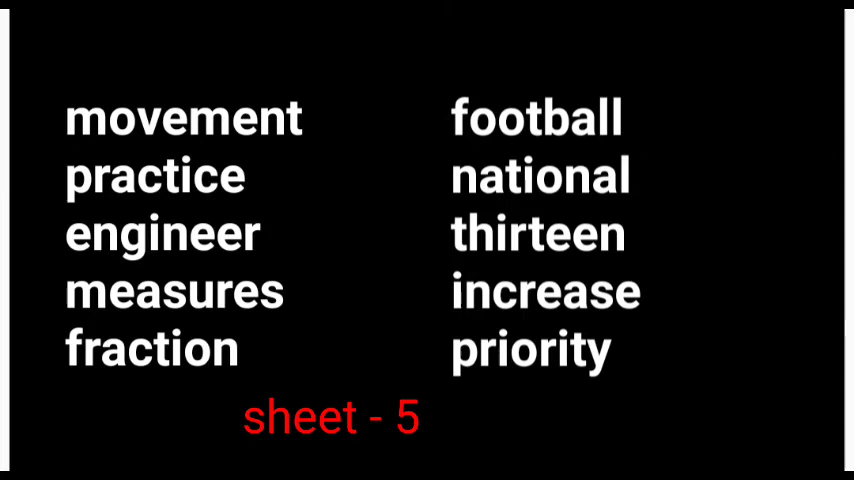 movement
practice
engineer
measures
fraction
football
national
thirteen
increase
priority
sheet - 5